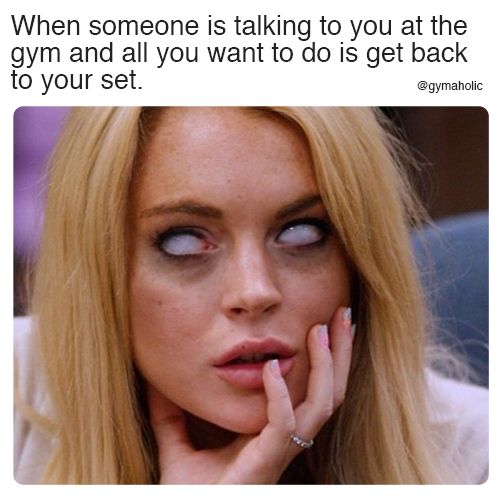 When someone is talking to you at the
gym and all you want to do is get back
to your set.
@gymaholic